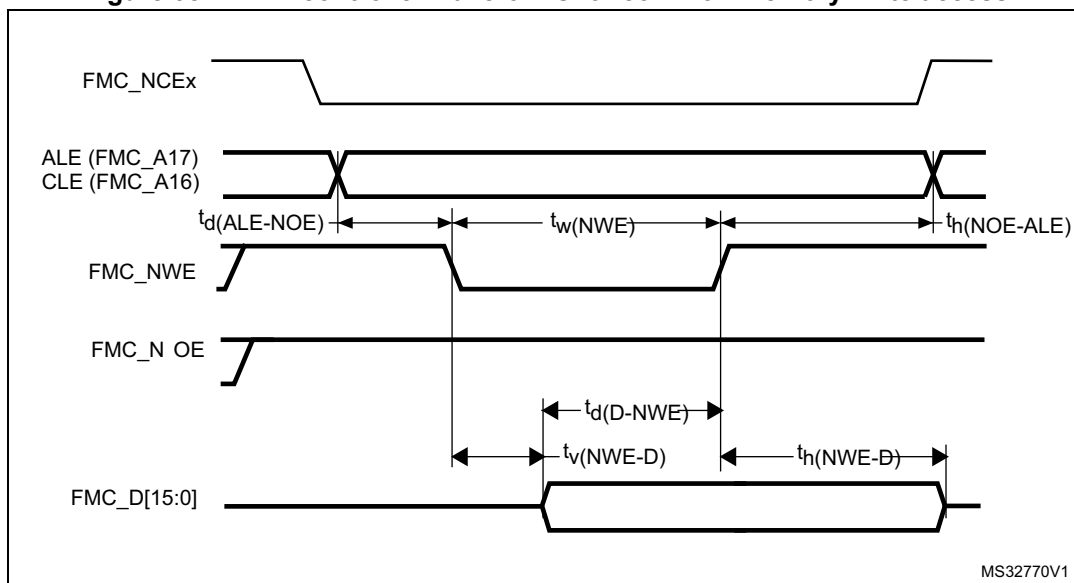 FMC_NCEx
ALE (FMC_A17)
CLE (FMC_A16)
td(ALE-NOE)
tw(NWE)
th(NOE-ALE)
FMC_NWE
FMC_N OE
td(D-NWE)
tv(NWE-D)
th(NWE-D)
FMC_D[15:0]
MS32770V1